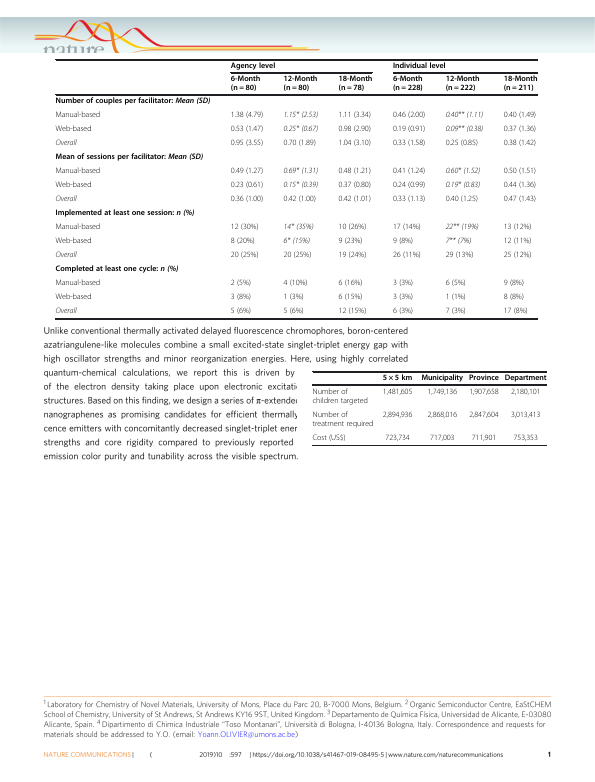 nature
Agency level Individual level
6-Month 12-Month 18-Month 6-Month 12-Month 18-Month
(n = 80) (n = 80) (n = 78) (n = 228) (n = 222) (n = 211)
Number of couples per facilitator: Mean (SD)
Manual-based 1.38 (4.79) 1.15* (2.53) 1.11 (3.34) 0.46 (2.00) 0.40** (1.11) 0.40 (1.49)
Web-based 0.53 (1.47) 0.25* (0.67) 0.98 (2.90) 0.19 (0.91) 0.09** (0.38) 0.37 (1.36)
Overall 0.95 (3.55) 0.70 (1.89) 1.04 (3.10) 0.33 (1.58) 0.25 (0.85) 0.38 (1.42)
Mean of sessions per facilitator: Mean (SD)
Manual-based 0.49 (1.27) 0.69* (1.31) 0.48 (1.21) 0.41 (1.24) 0.60* (1.52) 0.50 (1.51)
Web-based 0.23 (0.61) 0.15* (0.39) 0.37 (0.80) 0.24 (0.99) 0.19* (0.83) 0.44 (1.36)
Overall 0.36 (1.00) 0.42 (1.00) 0.42 (1.01) 0.33 (1.13) 0.40 (1.25) 0.47 (1.43)
Implemented at least one session: n (%)
Manual-based 12 (30%) 14* (35%) 10 (26%) 17 (14%) 22** (19%) 13 (12%)
Web-based 8 (20%) 6* (15%) 9 (23%) 9 (8%) 7** (7%) 12 (11%)
Overall 20 (25%) 20 (25%) 19 (24%) 26 (11%) 29 (13%) 25 (12%)
Completed at least one cycle: n (%)
Manual-based 2 (5%) 4 (10%) 6 (16%) 3 (3%) 6 (5%) 9 (8%)
Web-based 3 (8%) 1 (3%) 6 (15%) 3 (3%) 1 (1%) 8 (8%)
Overall 5 (6%) 5 (6%) 12 (15%) 6 (3%) 7 (3%) 17 (8%)
Unlike conventional thermally activated delayed fluorescence chromophores, boron-centered
azatriangulene-like molecules combine a small excited-state singlet-triplet energy gap with
high oscillator strengths and minor reorganization energies. Here, using highly correlated
quantum-chemical calculations, we report this is driven by
of the electron density taking place upon electronic excitati
structures. Based on this finding, we design a series of π-extende
nanographenes as promising candidates for efficient thermally
cence emitters with concomitantly decreased singlet-triplet ener
strengths and core rigidity compared to previously reported
emission color purity and tunability across the visible spectrum.
5 × 5 km Municipality Province Department
Number of 1,481,605 1,749,136 1,907,658 2,180,101
children targeted
Number of 2,894,936 2,868,016 2,847,604 3,013,413
treatment required
Cost (US$) 723,734 717,003 711,901 753,353
1 Laboratory for Chemistry of Novel Materials, University of Mons, Place du Parc 20, B-7000 Mons, Belgium. 2 Organic Semiconductor Centre, EaStCHEM
School of Chemistry, University of St Andrews, St Andrews KY16 9ST, United Kingdom. 3 Departamento de Química Física, Universidad de Alicante, E-03080
Alicante, Spain. 4 Dipartimento di Chimica Industriale "Toso Montanari", Università di Bologna, I-40136 Bologna, Italy. Correspondence and requests for
materials should be addressed to Y.O. (email: Yoann.OLIVIER@umons.ac.be)
NATURE COMMUNICATIONS | ( 2019)10 :597 | https://doi.org/10.1038/s41467-019-08495-5 | www.nature.com/naturecommunications 1